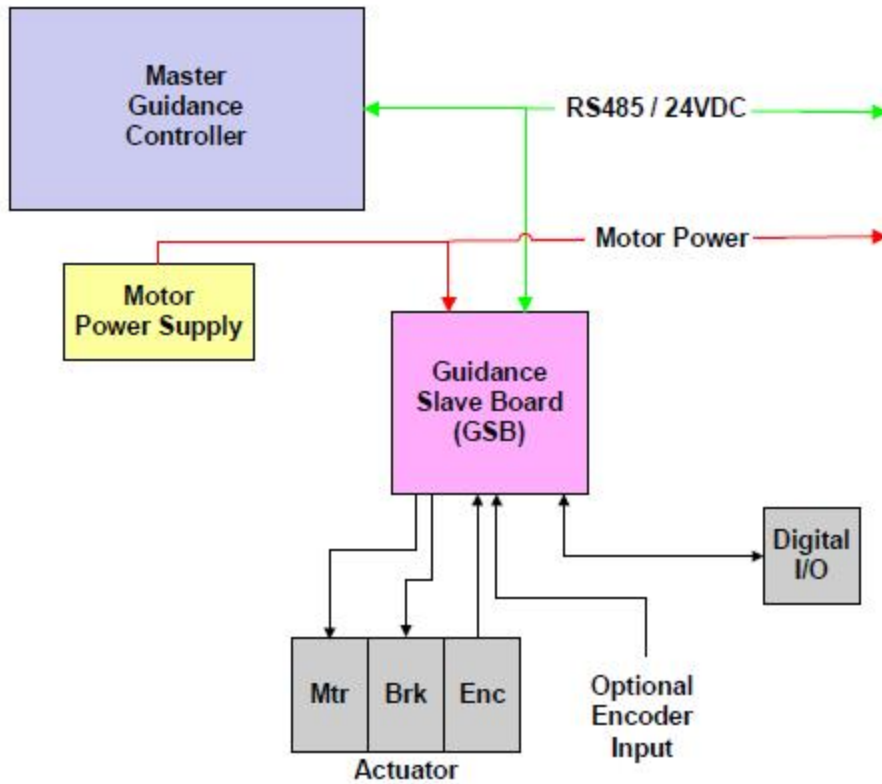 Master
Guidance
Controller
RS485 / 24VDC
Motor Power
Motor
Power Supply
Guidance
Slave Board
(GSB)
Digital
I/O
Mtr
Brk
Enc
Optional
Encoder
Input
Actuator